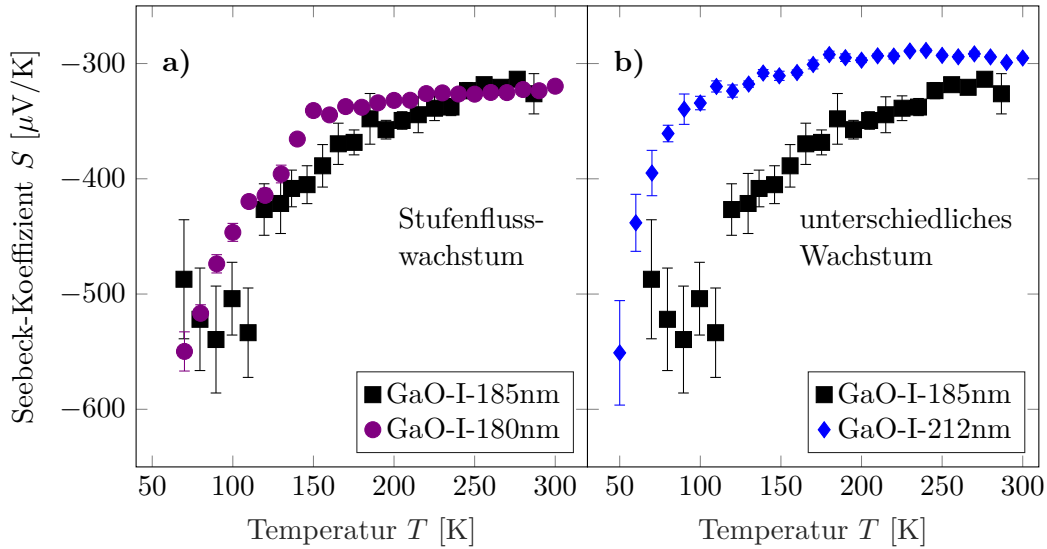 Seebeck-Koeffizient S [μV/K]
−300
−400
−500
−600
a)
Stufenfluss-
wachstum
GaO-I-185nm
GaO-I-180nm
50 100 150 200 250 300
Temperatur T [K]
b)
unterschiedliches
Wachstum
GaO-I-185nm
GaO-I-212nm
50 100 150 200 250 300
Temperatur T [K]